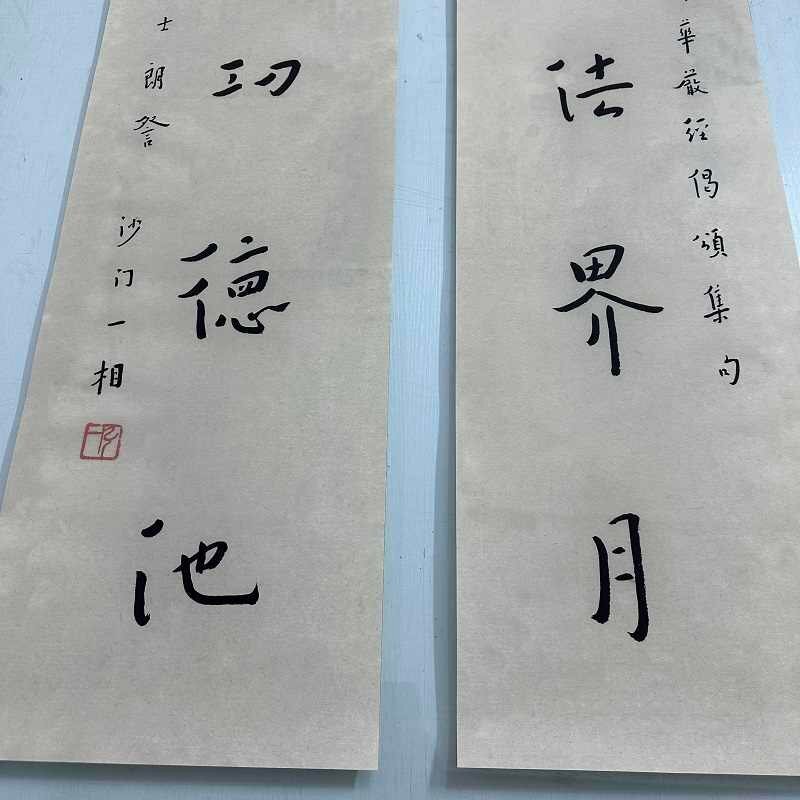 華嚴經偈頌集句
法界月
功德池
士朗誉
沙门一相